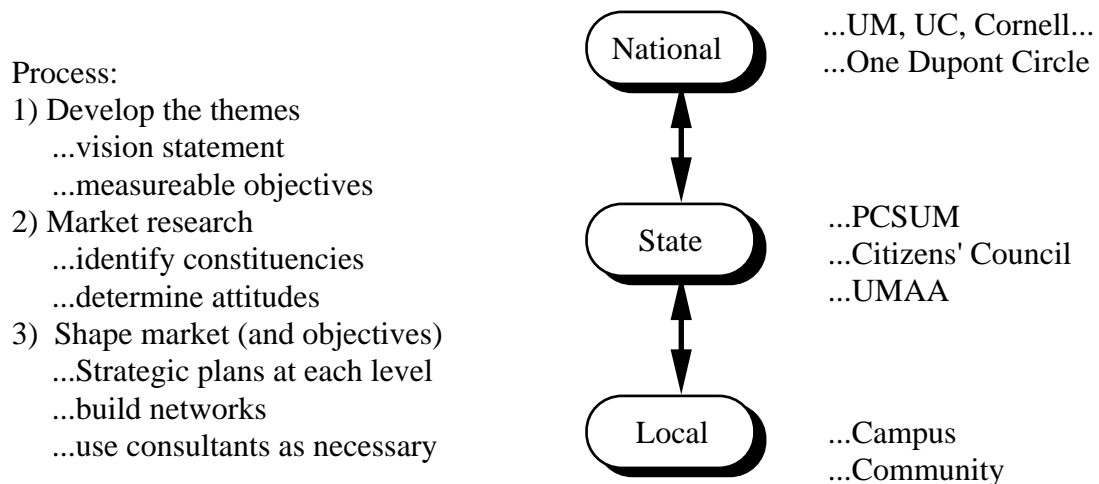 Process:
1) Develop the themes
...vision statement
...measureable objectives
2) Market research
...identify constituencies
...determine attitudes
3)  Shape market (and objectives)
...Strategic plans at each level
...build networks
...use consultants as necessary
National
...UM, UC, Cornell...
...One Dupont Circle
State
...PCSUM
...Citizens' Council
...UMAA
Local
...Campus
...Community